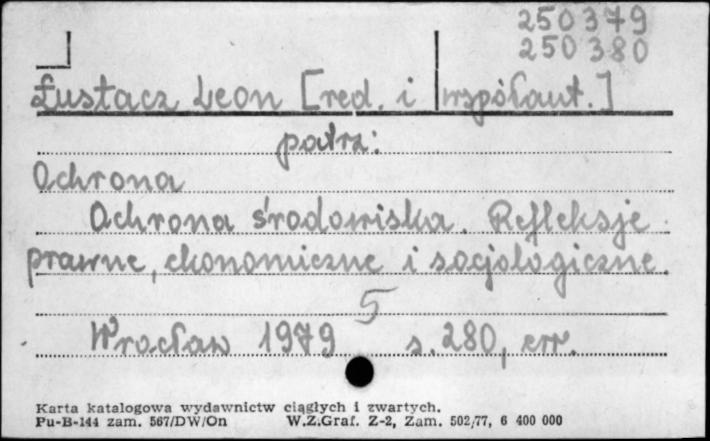 250379
250380
Łustacz Leon [red. i współaut.]
patrz:
Ochrona
Ochrona środowiska. Refleksje
prawne, ekonomiczne i socjologiczne.
5
Wrocław 1979 s. 280, err.
Karta katalogowa wydawnictw ciągłych i zwartych.
Pu-B-144 zam. 567/DW/On W.Z.Graf. Z-2, Zam. 502/77, 6 400 000